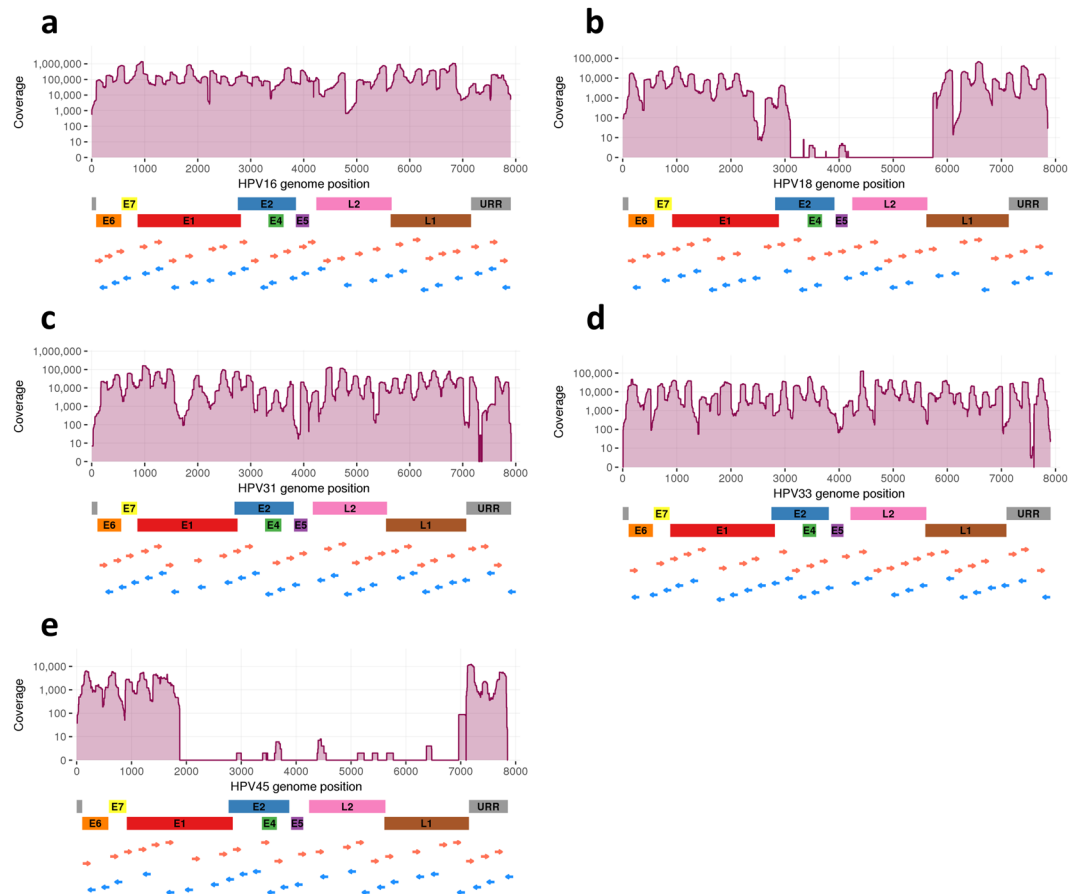 a
Coverage
1,000,000
100,000
10,000
1,000
100
10
0
0 1000 2000 3000 4000 5000 6000 7000 8000
HPV16 genome position
E7 E2 L2 URR
E6 E1 E4 E5 L1
b
Coverage
100,000
10,000
1,000
100
10
0
0 1000 2000 3000 4000 5000 6000 7000 8000
HPV18 genome position
E7 E2 L2 URR
E6 E1 E4 E5 L1
c
Coverage
1,000,000
100,000
10,000
1,000
100
10
0
0 1000 2000 3000 4000 5000 6000 7000 8000
HPV31 genome position
E7 E2 L2 URR
E6 E1 E4 E5 L1
d
Coverage
100,000
10,000
1,000
100
10
0
0 1000 2000 3000 4000 5000 6000 7000 8000
HPV33 genome position
E7 E2 L2 URR
E6 E1 E4 E5 L1
e
Coverage
10,000
1,000
100
10
0
0 1000 2000 3000 4000 5000 6000 7000 8000
HPV45 genome position
E7 E2 L2 URR
E6 E1 E4 E5 L1